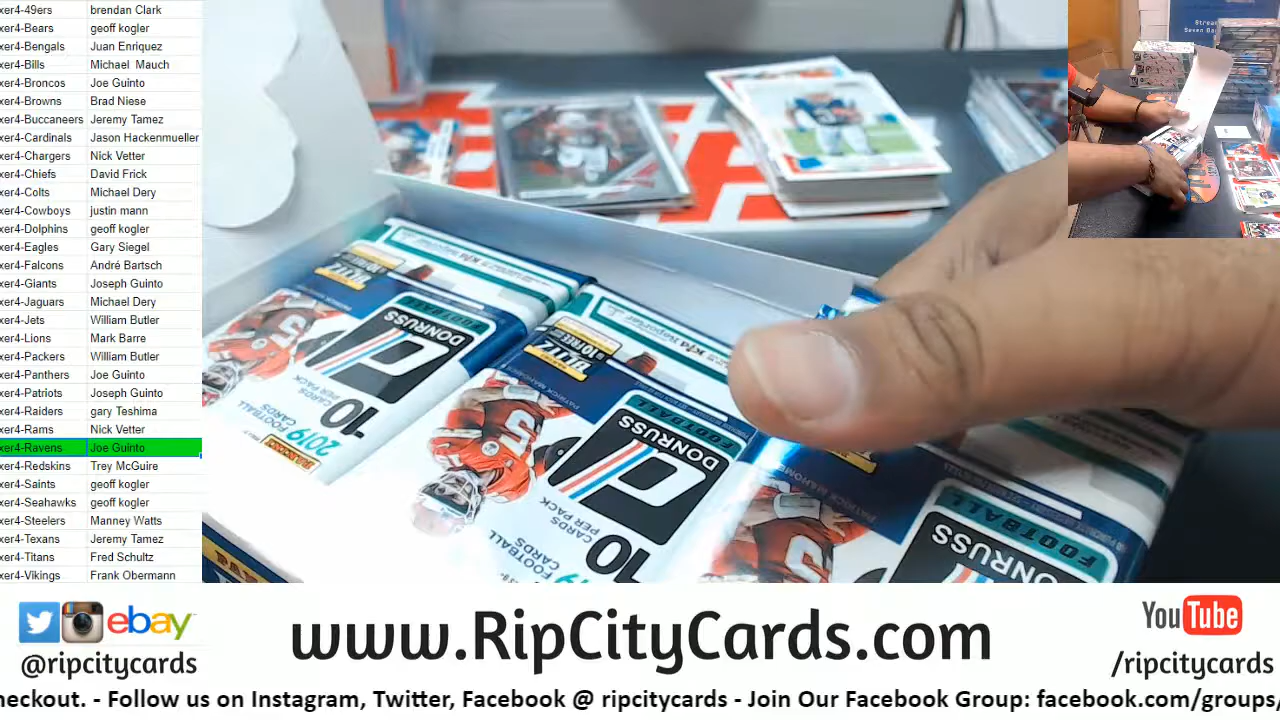 xer4-49ers brendan Clark
xer4-Bears geoff kogler
xer4-Bengals Juan Enriquez
xer4-Bills Michael Mauch
xer4-Broncos Joe Guinto
xer4-Browns Brad Niese
xer4-Buccaneers Jeremy Tamez
xer4-Cardinals Jason Hackenmueller
xer4-Chargers Nick Vetter
xer4-Chiefs David Frick
xer4-Colts Michael Dery
xer4-Cowboys justin mann
xer4-Dolphins geoff kogler
xer4-Eagles Gary Siegel
xer4-Falcons André Bartsch
xer4-Giants Joseph Guinto
xer4-Jaguars Michael Dery
xer4-Jets William Butler
xer4-Lions Mark Barre
xer4-Packers William Butler
xer4-Panthers Joe Guinto
xer4-Patriots Joseph Guinto
xer4-Raiders gary Teshima
xer4-Rams Nick Vetter
xer4-Ravens Joe Guinto
xer4-Redskins Trey McGuire
xer4-Saints geoff kogler
xer4-Seahawks geoff kogler
xer4-Steelers Manney Watts
xer4-Texans Jeremy Tamez
xer4-Titans Fred Schultz
xer4-Vikings Frank Obermann
FOOTBALL
DONRUSS
10
CARDS
PER PACK
2019
FOOTBALL
CARDS
BLITZ
FOOTBALL
DONRUSS
10
CARDS
PER PACK
FOOTBALL
CARDS
FOOTBALL
DONRUSS
Strea
Seven Da
ebay
@ripcitycards
www.RipCityCards.com
YouTube
/ripcitycards
heckout. - Follow us on Instagram, Twitter, Facebook @ ripcitycards - Join Our Facebook Group: facebook.com/groups/